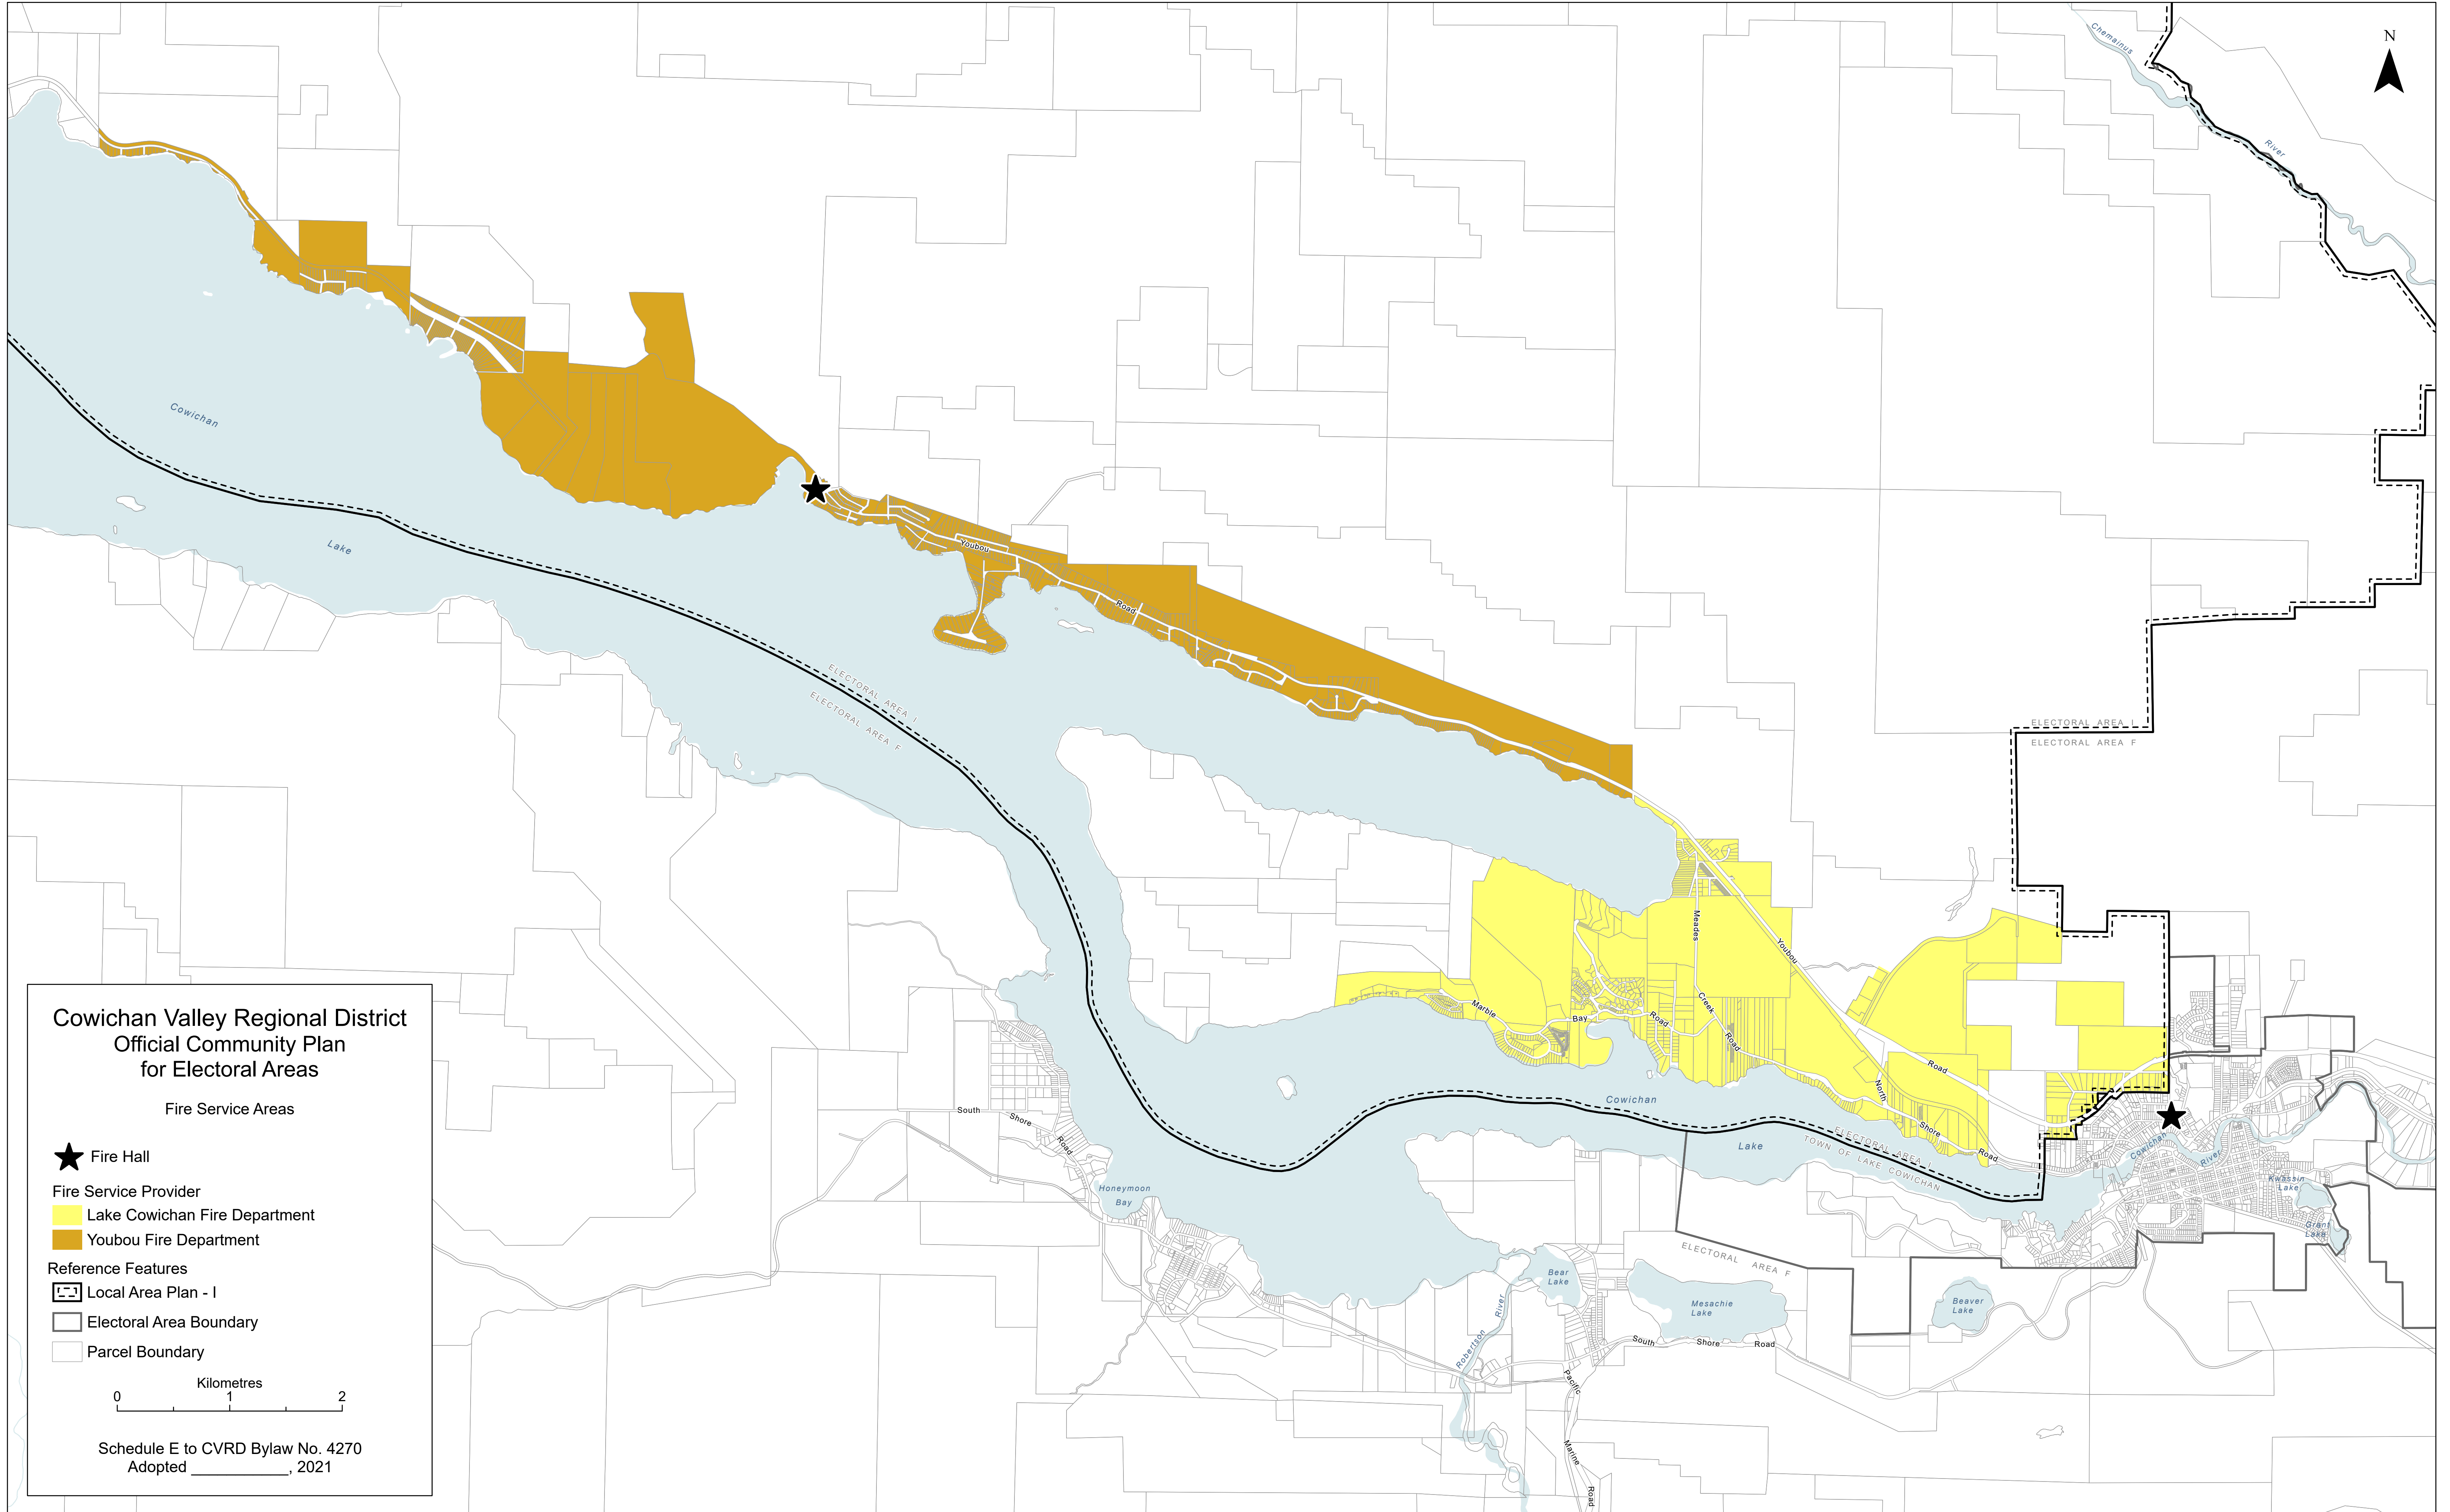 Chemainus
N
River
Cowichan
Lake
Youbou
Road
ELECTORAL AREA I
ELECTORAL AREA F
ELECTORAL AREA I
ELECTORAL AREA F
Meades
Creek
Road
Youbou
Road
Marble
Bay
Road
North
Shore
Road
Cowichan
Lake
ELECTORAL AREA I
TOWN OF LAKE COWICHAN
Cowichan
River
Kwassin
Lake
Grant
Lake
South
Shore
Road
Honeymoon
Bay
ELECTORAL AREA F
Bear
Lake
Mesachie
Lake
Beaver
Lake
Robertson
River
South
Shore
Road
Pacific
Marine
Road
Cowichan Valley Regional District
Official Community Plan
for Electoral Areas
Fire Service Areas
Fire Hall
Fire Service Provider
Lake Cowichan Fire Department
Youbou Fire Department
Reference Features
Local Area Plan - I
Electoral Area Boundary
Parcel Boundary
Kilometres
0 1 2
Schedule E to CVRD Bylaw No. 4270
Adopted ___________, 2021